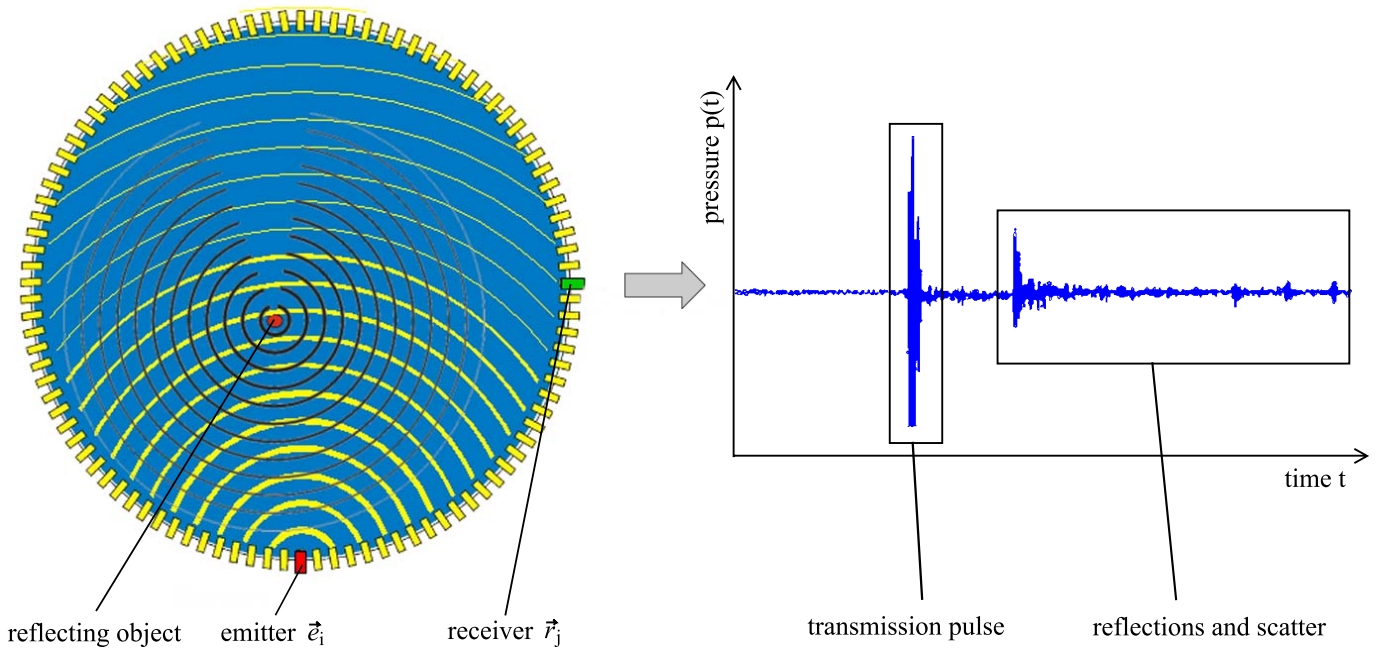 pressure p(t)
time t
reflecting object
emitter e⃗i
receiver r⃗j
transmission pulse
reflections and scatter